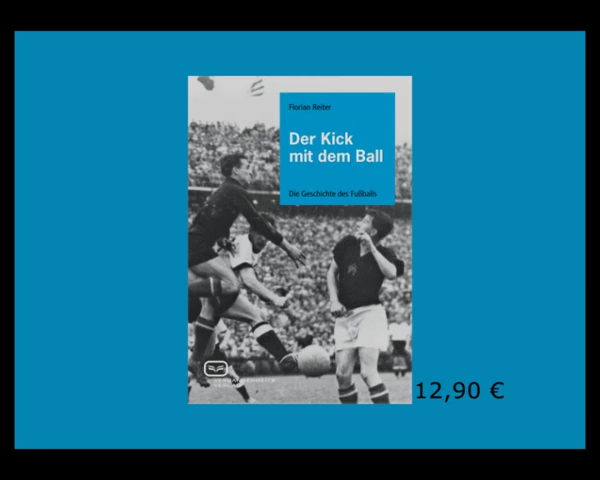 Florian Reiter
Der Kick
mit dem Ball
Die Geschichte des Fußballs
12,90 €